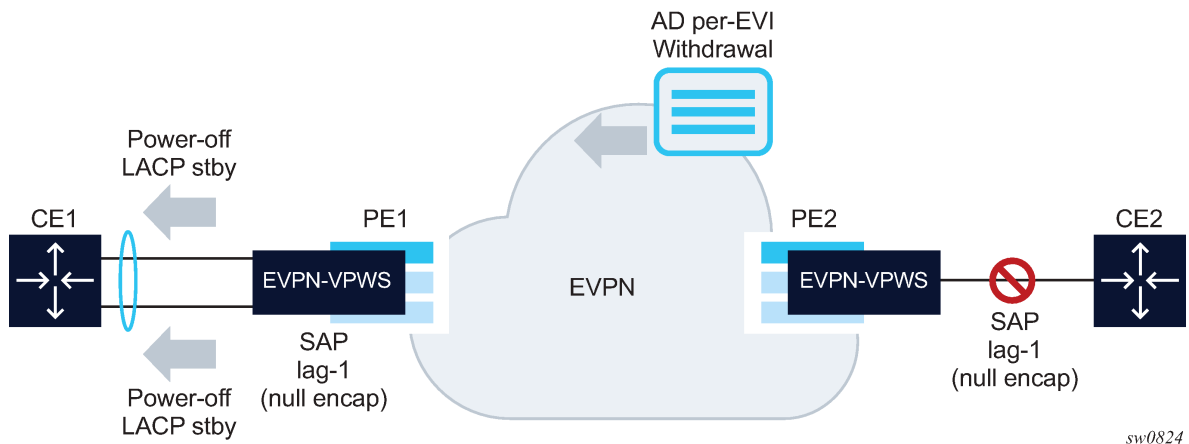 AD per-EVI
Withdrawal
Power-off
LACP stby
CE1
PE1
PE2
CE2
EVPN-VPWS
EVPN
EVPN-VPWS
SAP
lag-1
(null encap)
SAP
lag-1
(null encap)
Power-off
LACP stby
sw0824